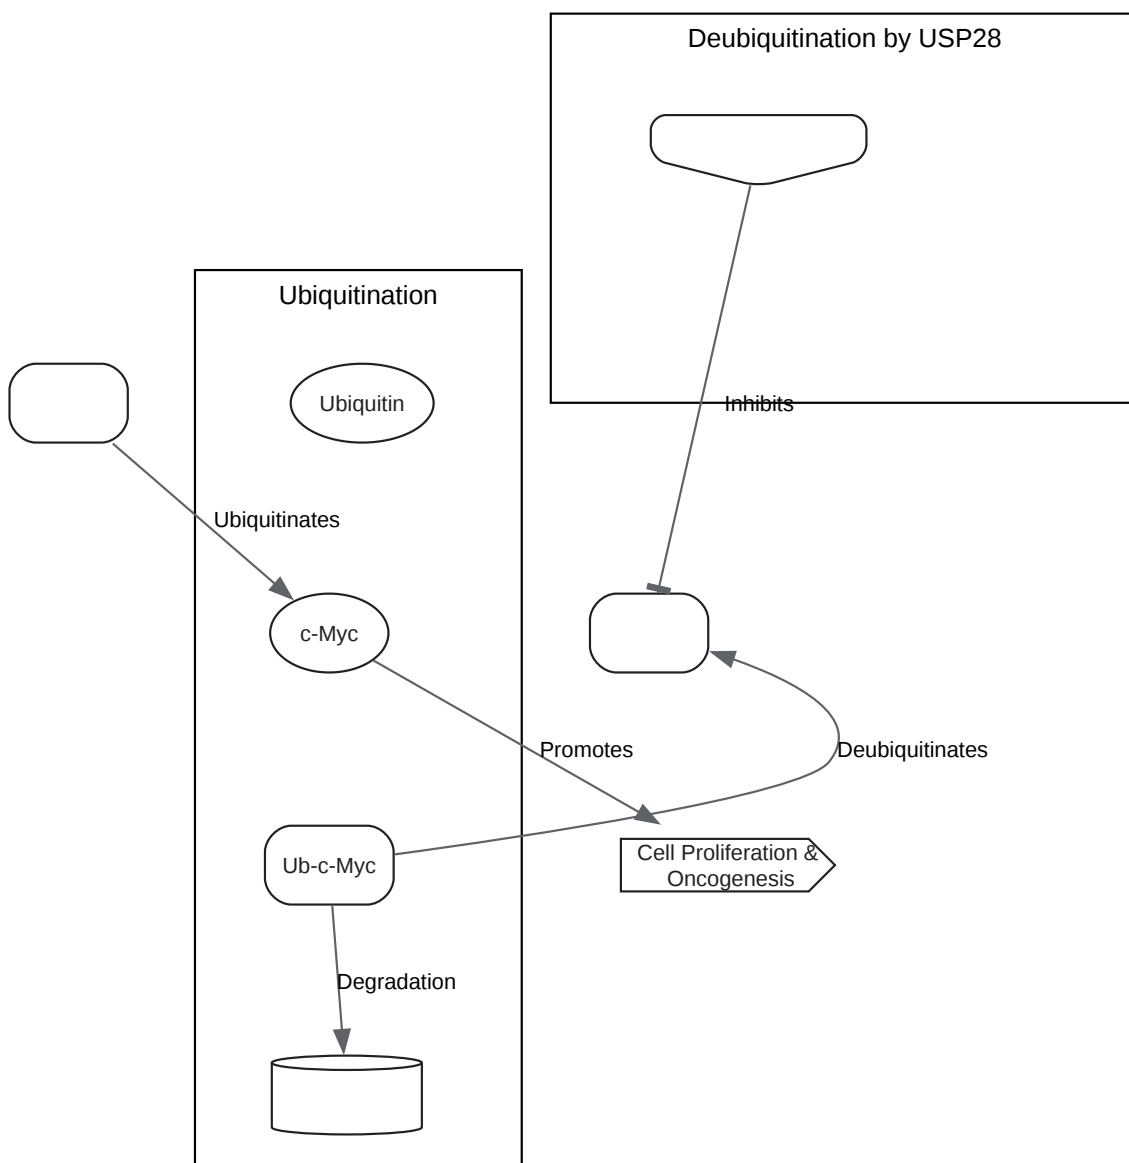 Deubiquitination by USP28
Ubiquitination
Ubiquitin
Inhibits
Ubiquitinates
c-Myc
Promotes
Deubiquitinates
Cell Proliferation &
Oncogenesis
Ub-c-Myc
Degradation